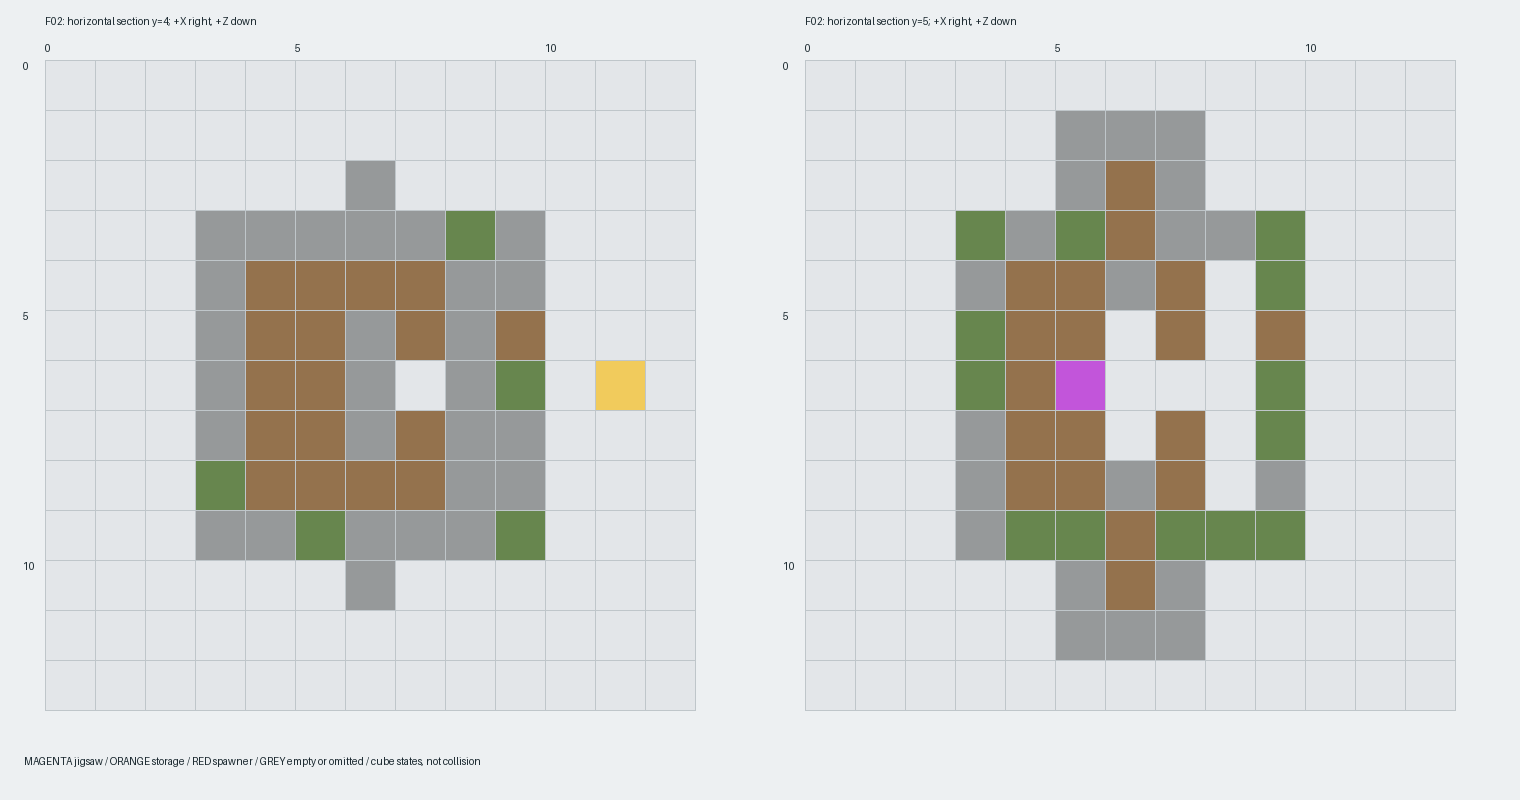 F02: horizontal section y=4; +X right, +Z down
F02: horizontal section y=5; +X right, +Z down
0 5 10
0 5 10
0
0
5
5
10
10
MAGENTA jigsaw / ORANGE storage / RED spawner / GREY empty or omitted / cube states, not collision